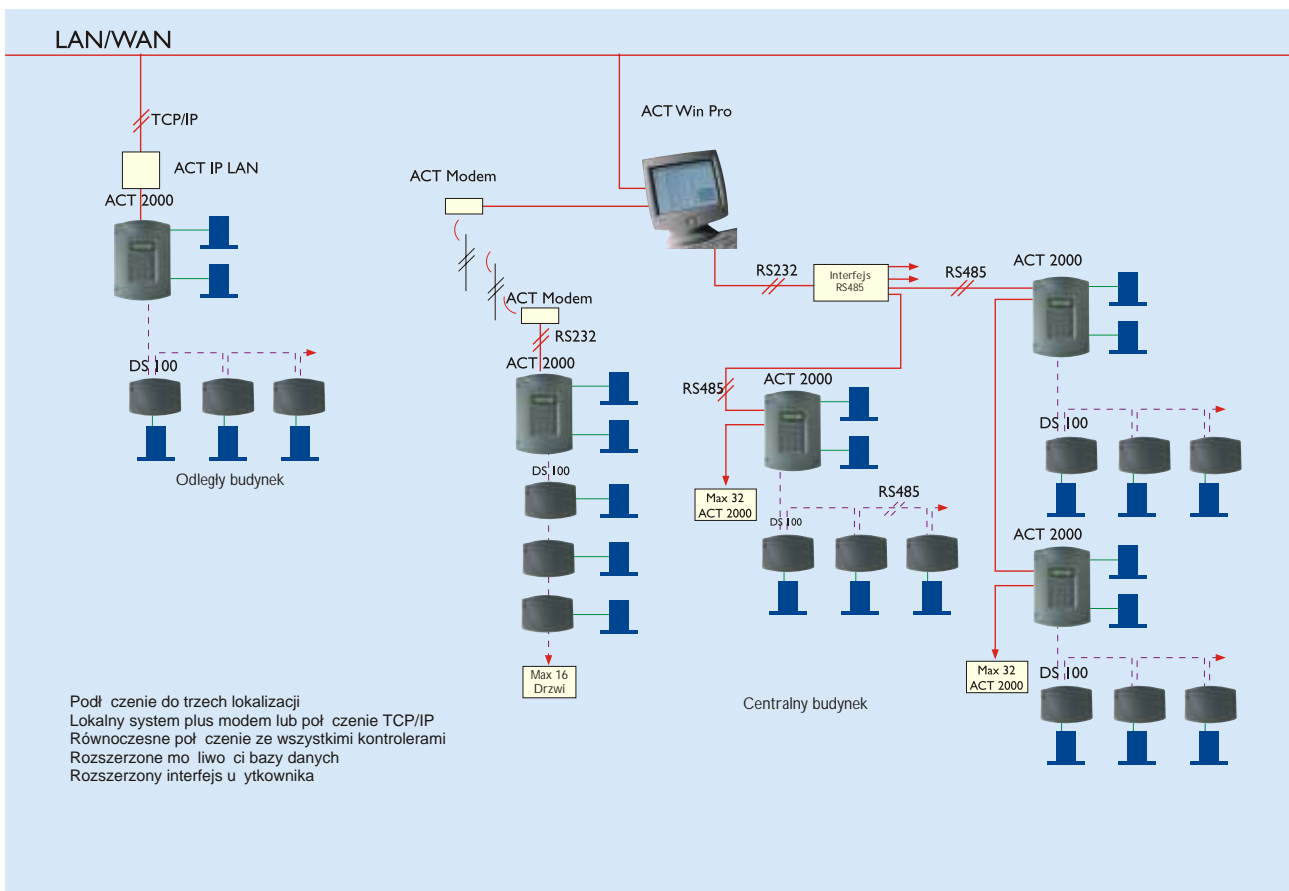 LAN/WAN
TCP/IP
ACT Win Pro
ACT IP LAN
ACT 2000
ACT Modem
ACT Modem
RS232
ACT 2000
RS232
Interfejs
RS485
RS485
ACT 2000
DS 100
Odległy budynek
DS 100
RS485
ACT 2000
Max 32
ACT 2000
RS485
DS 100
DS 100
ACT 2000
Max 16
Drzwi
Max 32
ACT 2000
DS 100
Centralny budynek
Podł czenie do trzech lokalizacji
Lokalny system plus modem lub poł czenie TCP/IP
Równoczesne poł czenie ze wszystkimi kontrolerami
Rozszerzone mo liwo ci bazy danych
Rozszerzony interfejs u ytkownika